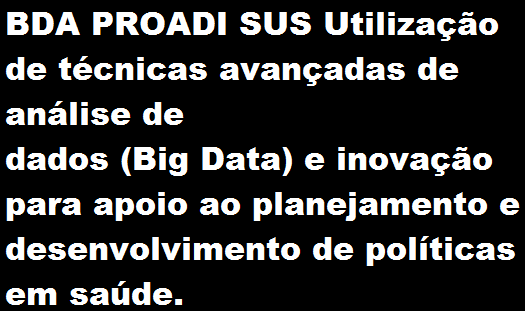 BDA PROADI SUS Utilização
de técnicas avançadas de
análise de
dados (Big Data) e inovação
para apoio ao planejamento e
desenvolvimento de políticas
em saúde.